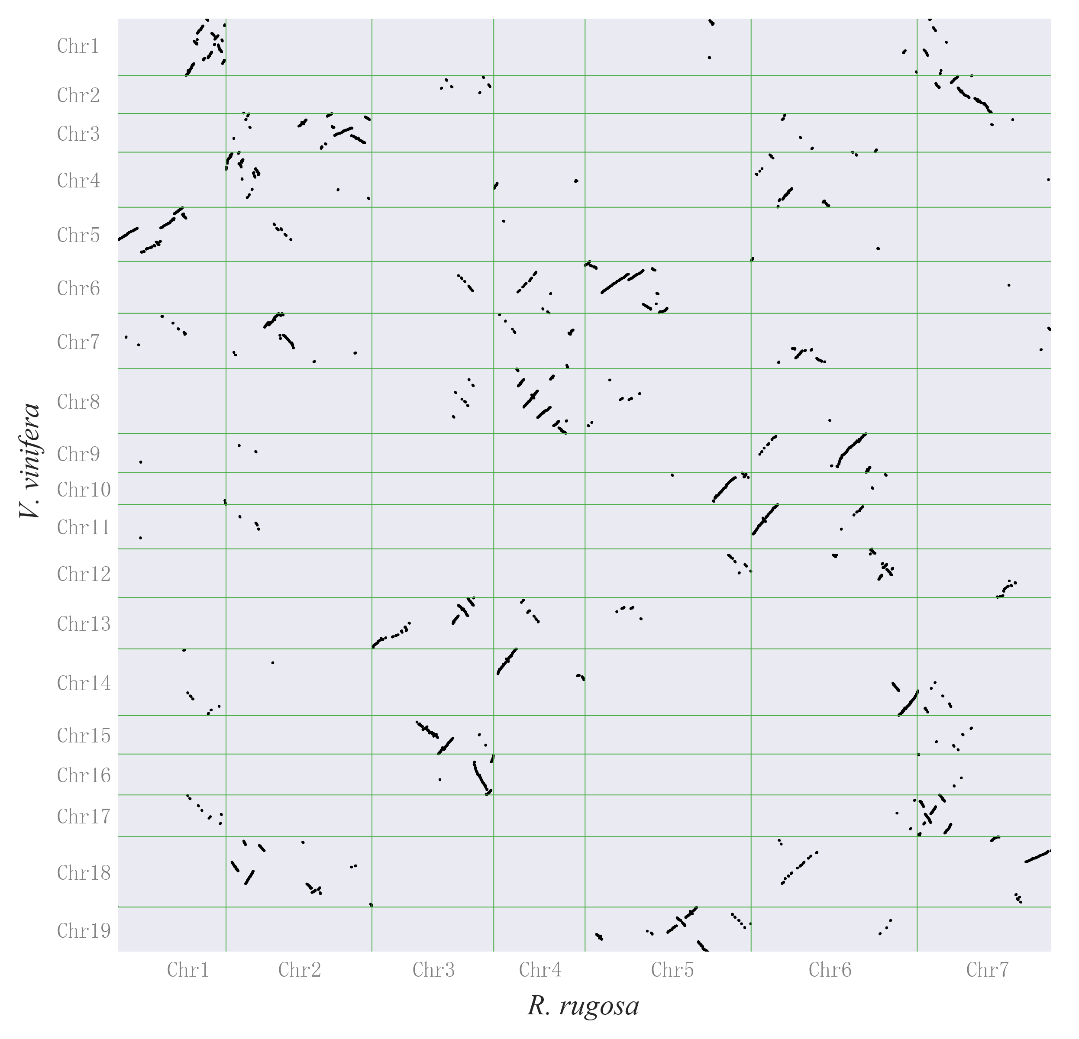 Chr1
Chr2
Chr3
Chr4
Chr5
Chr6
Chr7
Chr8
Chr9
Chr10
Chr11
Chr12
Chr13
Chr14
Chr15
Chr16
Chr17
Chr18
Chr19
V. vinifera
Chr1 Chr2 Chr3 Chr4 Chr5 Chr6 Chr7
R. rugosa